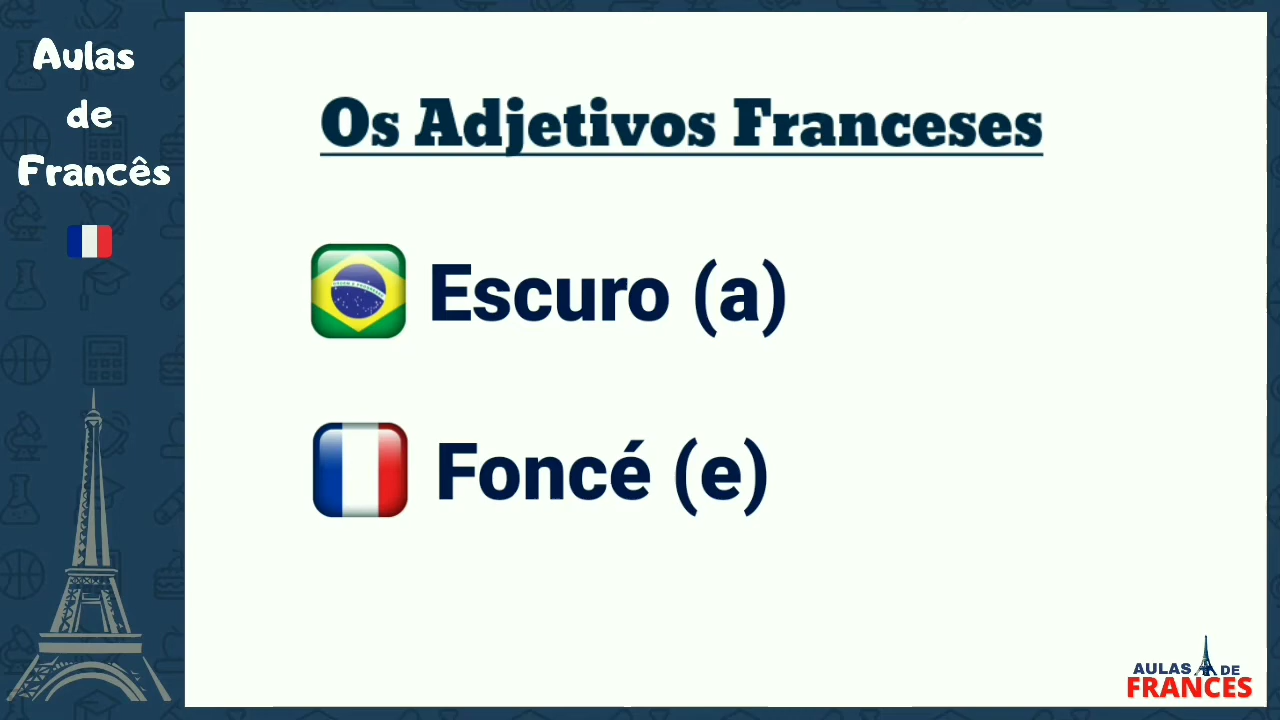 Aulas
de
Francês
Os Adjetivos Franceses
Escuro (a)
Foncé (e)
AULAS DE
FRANCES